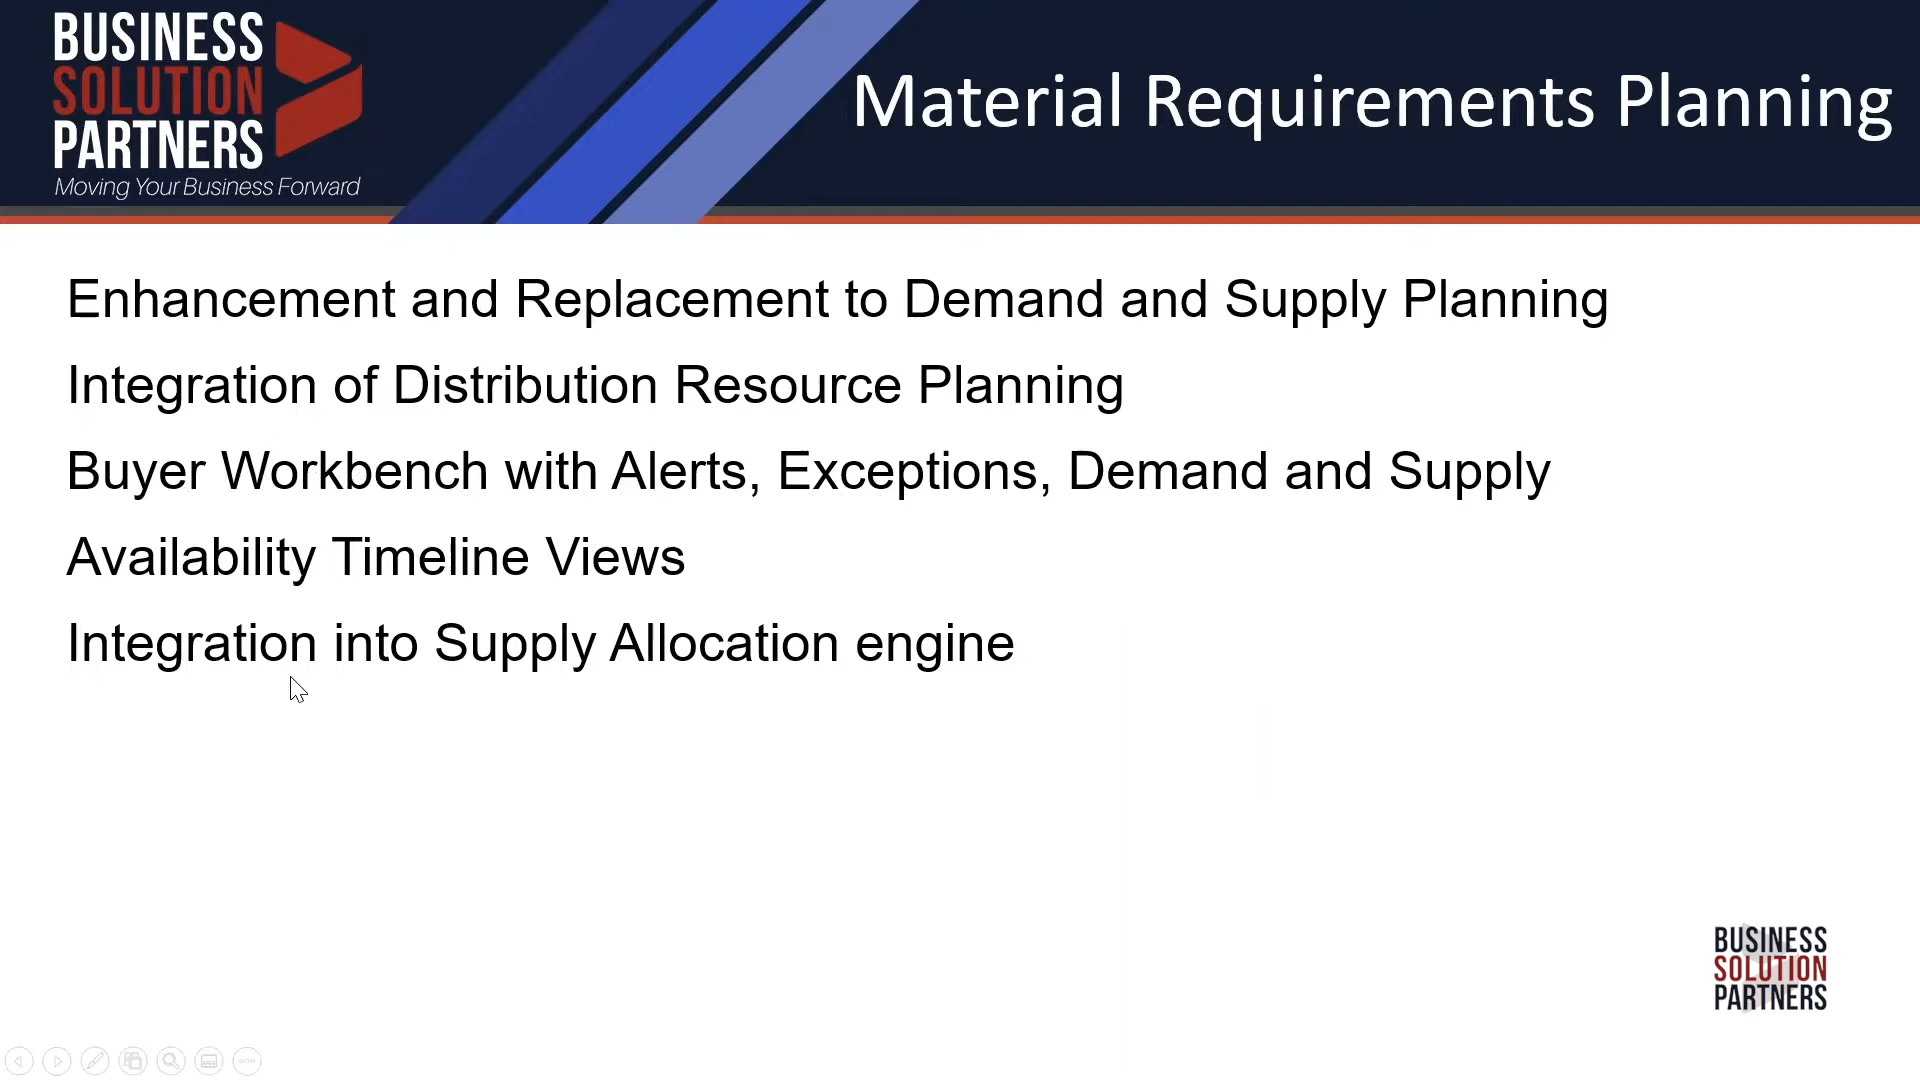 BUSINESS
SOLUTION
PARTNERS
Moving Your Business Forward
Material Requirements Planning
Enhancement and Replacement to Demand and Supply Planning
Integration of Distribution Resource Planning
Buyer Workbench with Alerts, Exceptions, Demand and Supply
Availability Timeline Views
Integration into Supply Allocation engine
BUSINESS
SOLUTION
PARTNERS